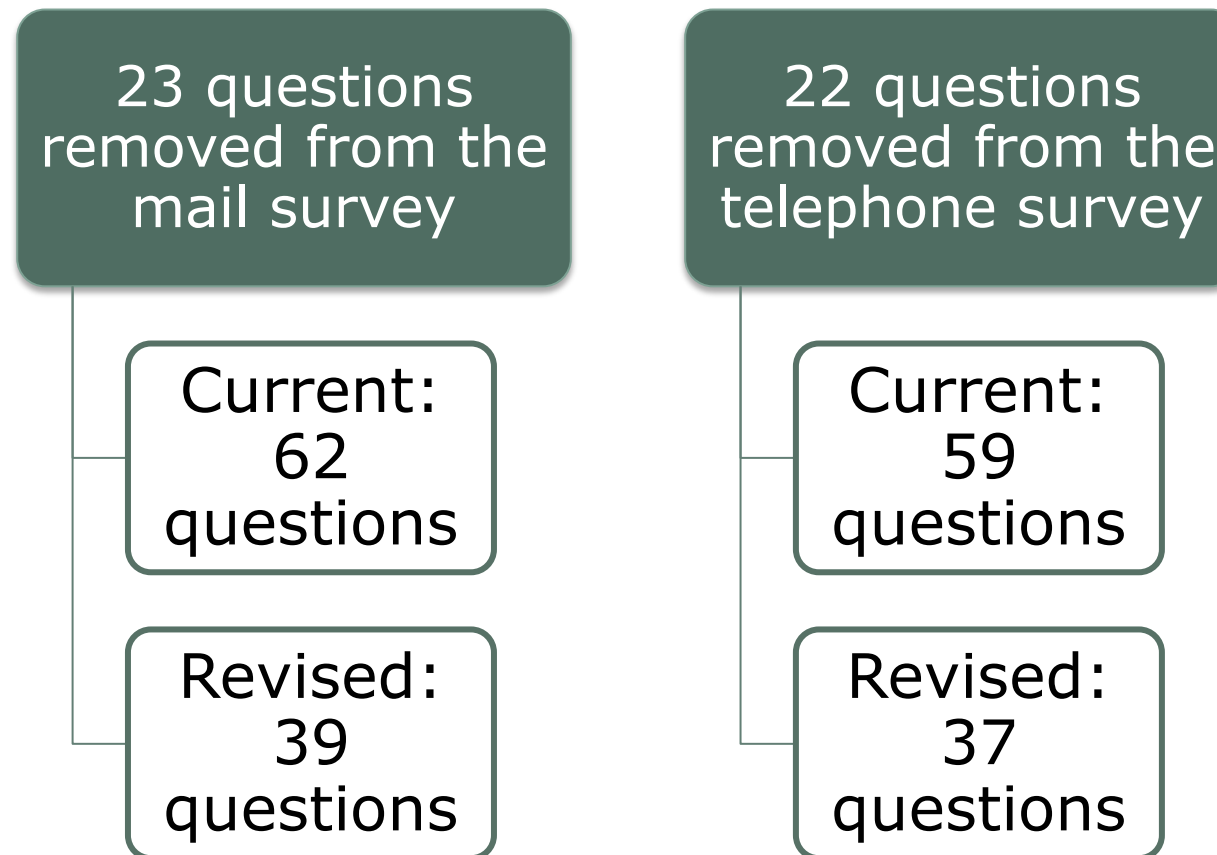 23 questions
removed from the
mail survey
Current:
62
questions
Revised:
39
questions
22 questions
removed from the
telephone survey
Current:
59
questions
Revised:
37
questions